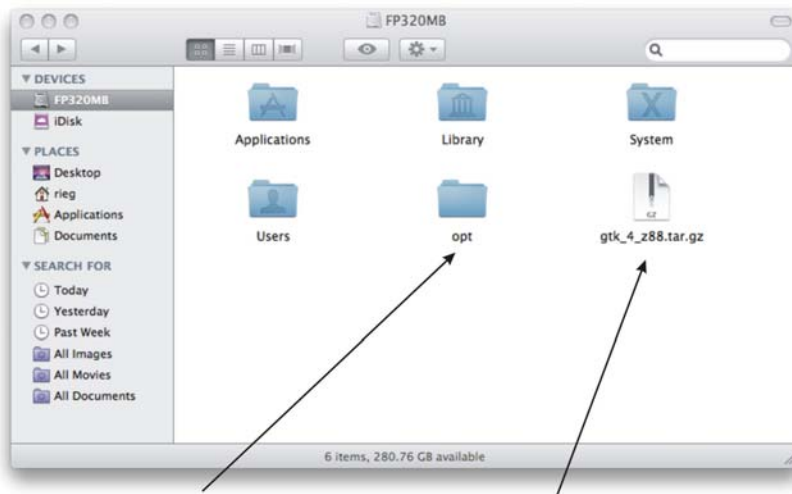 FP320MB
DEVICES
FP320MB
iDisk
PLACES
Desktop
rieg
Applications
Documents
SEARCH FOR
Today
Yesterday
Past Week
All Images
All Movies
All Documents
Applications
Library
System
Users
opt
GZ
gtk_4_z88.tar.gz
6 items, 280.76 GB available